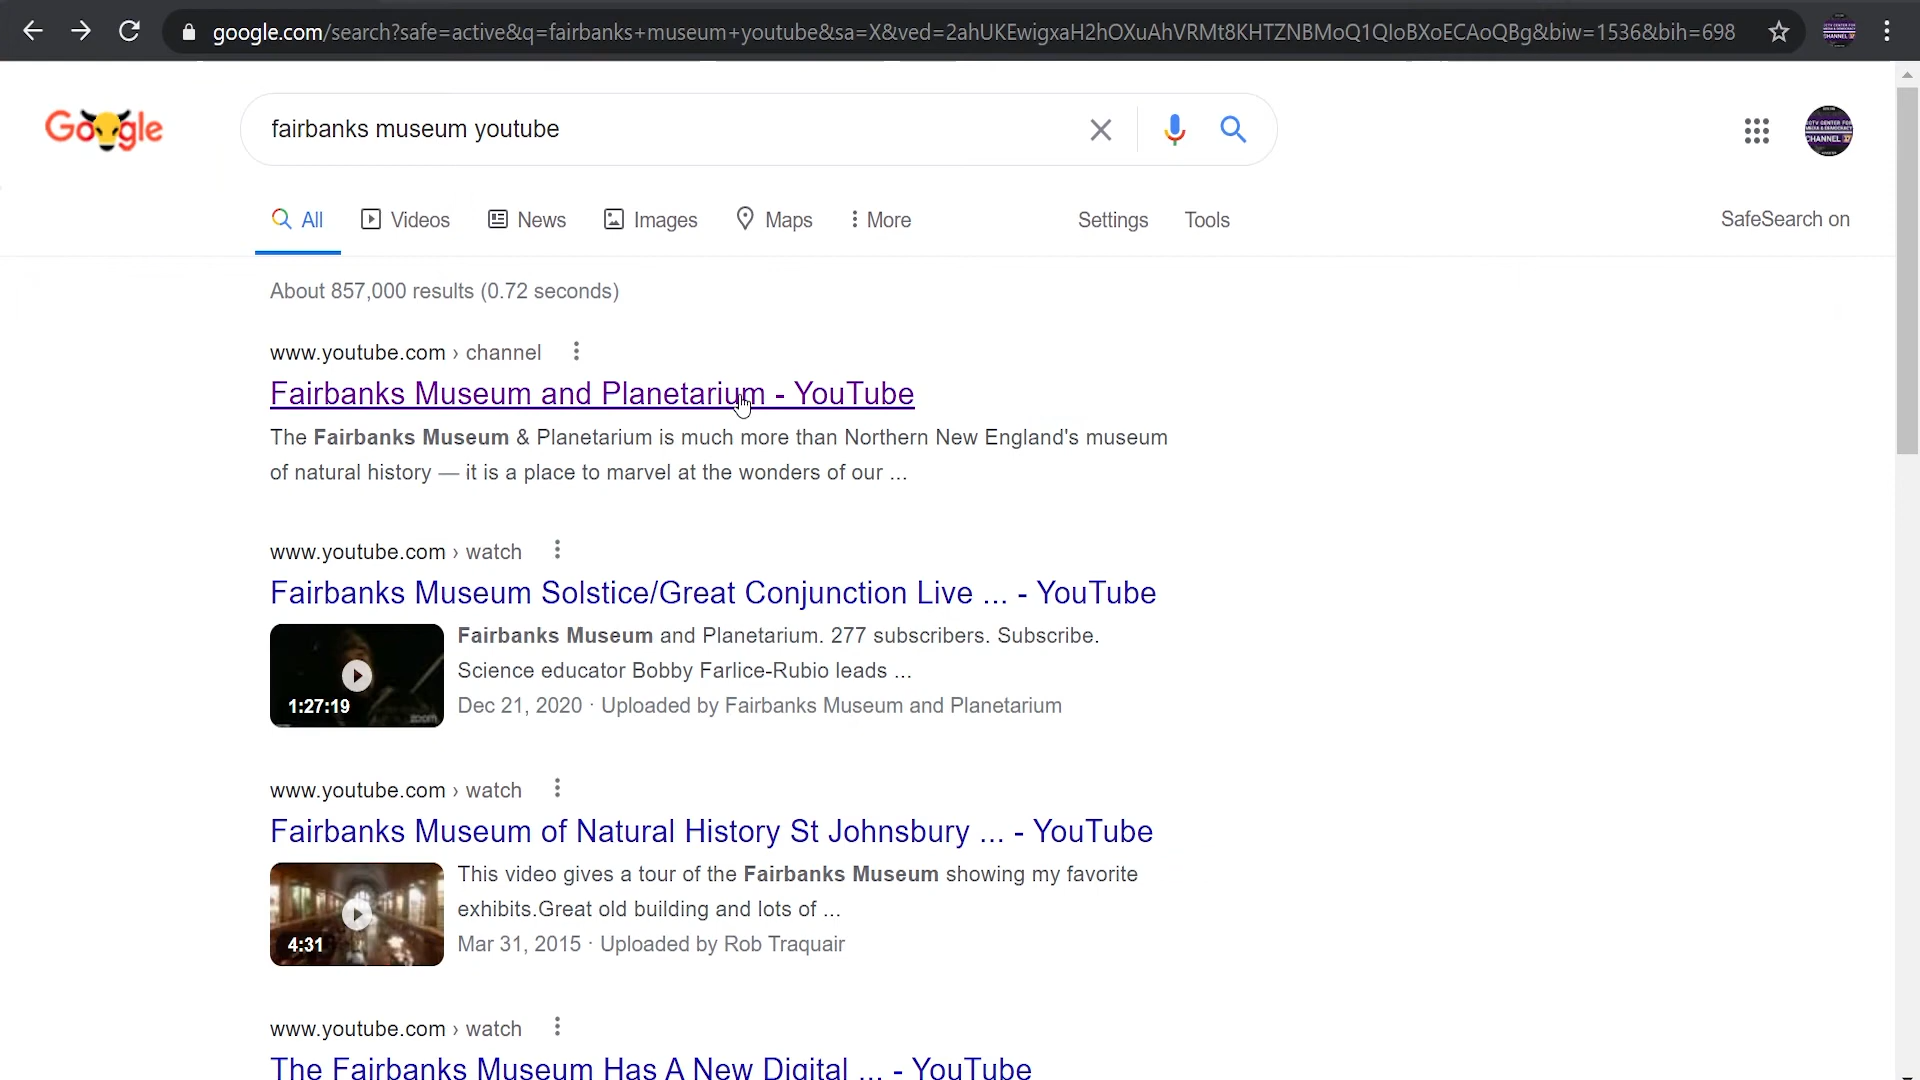 google.com/search?safe=active&q=fairbanks+museum+youtube&sa=X&ved=2ahUKEwigxaH2hOXuAhVRMt8KHTZNBMoQ1QIoBXoECAoQBg&biw=1536&bih=698
Google
fairbanks museum youtube
All Videos News Images Maps More Settings Tools SafeSearch on
About 857,000 results (0.72 seconds)
www.youtube.com › channel
Fairbanks Museum and Planetarium - YouTube
The Fairbanks Museum & Planetarium is much more than Northern New England's museum
of natural history — it is a place to marvel at the wonders of our ...
www.youtube.com › watch
Fairbanks Museum Solstice/Great Conjunction Live ... - YouTube
Fairbanks Museum and Planetarium. 277 subscribers. Subscribe.
Science educator Bobby Farlice-Rubio leads ...
1:27:19
zoom
Dec 21, 2020 · Uploaded by Fairbanks Museum and Planetarium
www.youtube.com › watch
Fairbanks Museum of Natural History St Johnsbury ... - YouTube
This video gives a tour of the Fairbanks Museum showing my favorite
exhibits.Great old building and lots of ...
4:31
Mar 31, 2015 · Uploaded by Rob Traquair
www.youtube.com › watch
The Fairbanks Museum Has A New Digital ... - YouTube